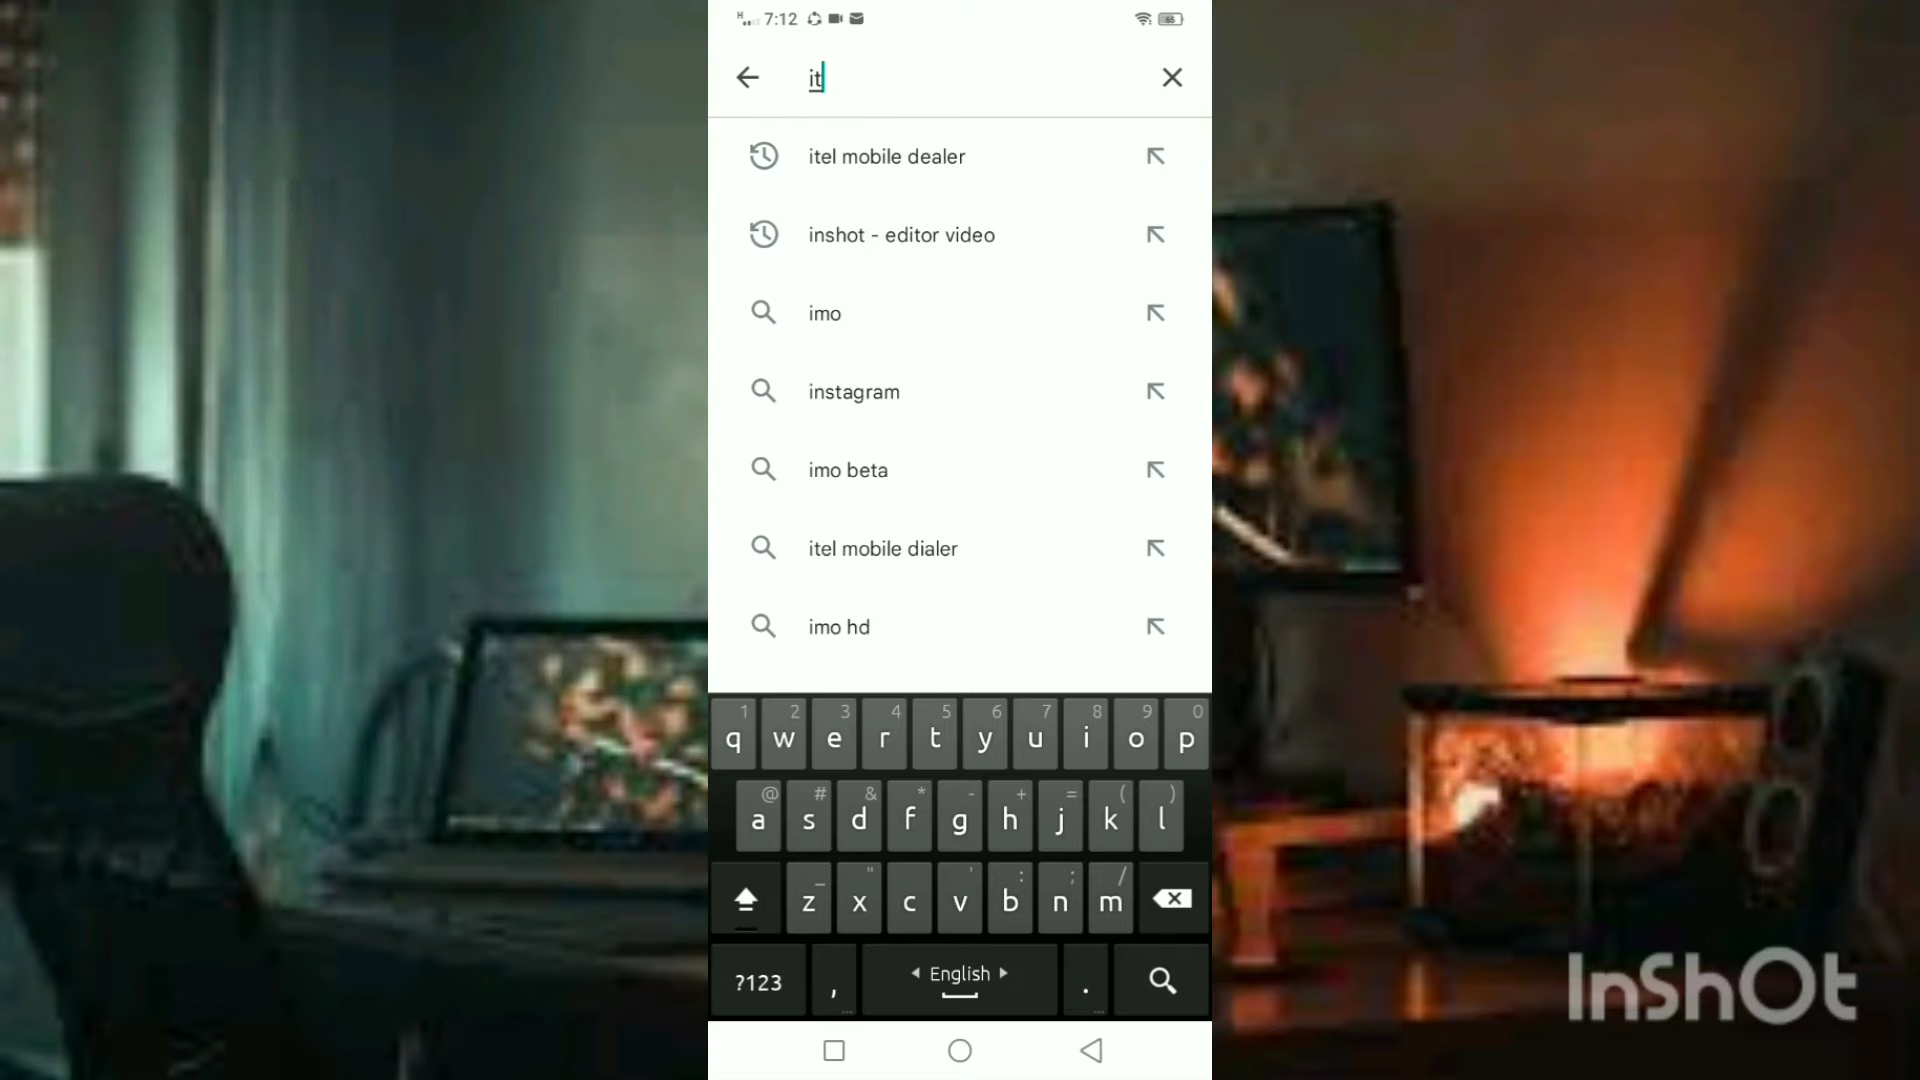 H 7:12 65
it
itel mobile dealer
inshot - editor video
imo
instagram
imo beta
itel mobile dialer
imo hd
1 2 3 4 5 6 7 8 9 0
q w e r t y u i o p
@ # & * - + = ( )
a s d f g h j k l
_ " ' : ; /
z x c v b n m
?123 , English .
InShOt